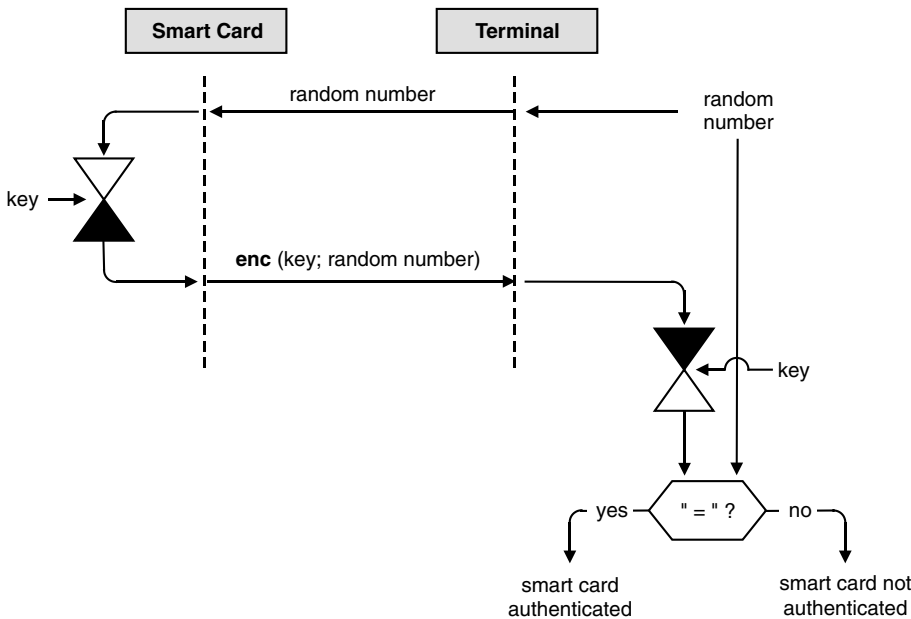 Smart Card
Terminal
random number
random
number
key
enc (key; random number)
key
" = " ?
yes
no
smart card
authenticated
smart card not
authenticated